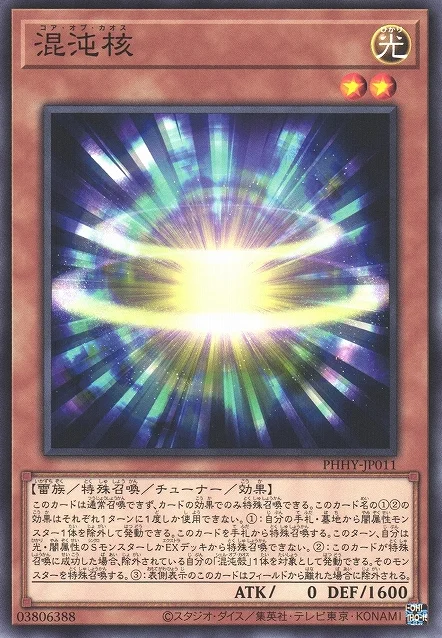 コア・オブ・カオス
混沌核
ひかり
光
PHHY-JP011
【雷族/特殊召喚/チューナー/効果】
このカードは通常召喚できず、カードの効果でのみ特殊召喚できる。このカード名の①②の
効果はそれぞれ1ターンに1度しか使用できない。①：自分の手札・墓地から闇属性モン
スター1体を除外して発動できる。このカードを手札から特殊召喚する。このターン、自分は
光・闇属性のSモンスターしかEXデッキから特殊召喚できない。②：このカードが特殊
召喚に成功した場合、除外されている自分の「混沌殻」1体を対象として発動できる。そのモン
スターを特殊召喚する。③：表側表示のこのカードはフィールドから離れた場合に除外される。
ATK/ 0 DEF/1600
03806388 ©スタジオ・ダイス/集英社・テレビ東京・KONAMI